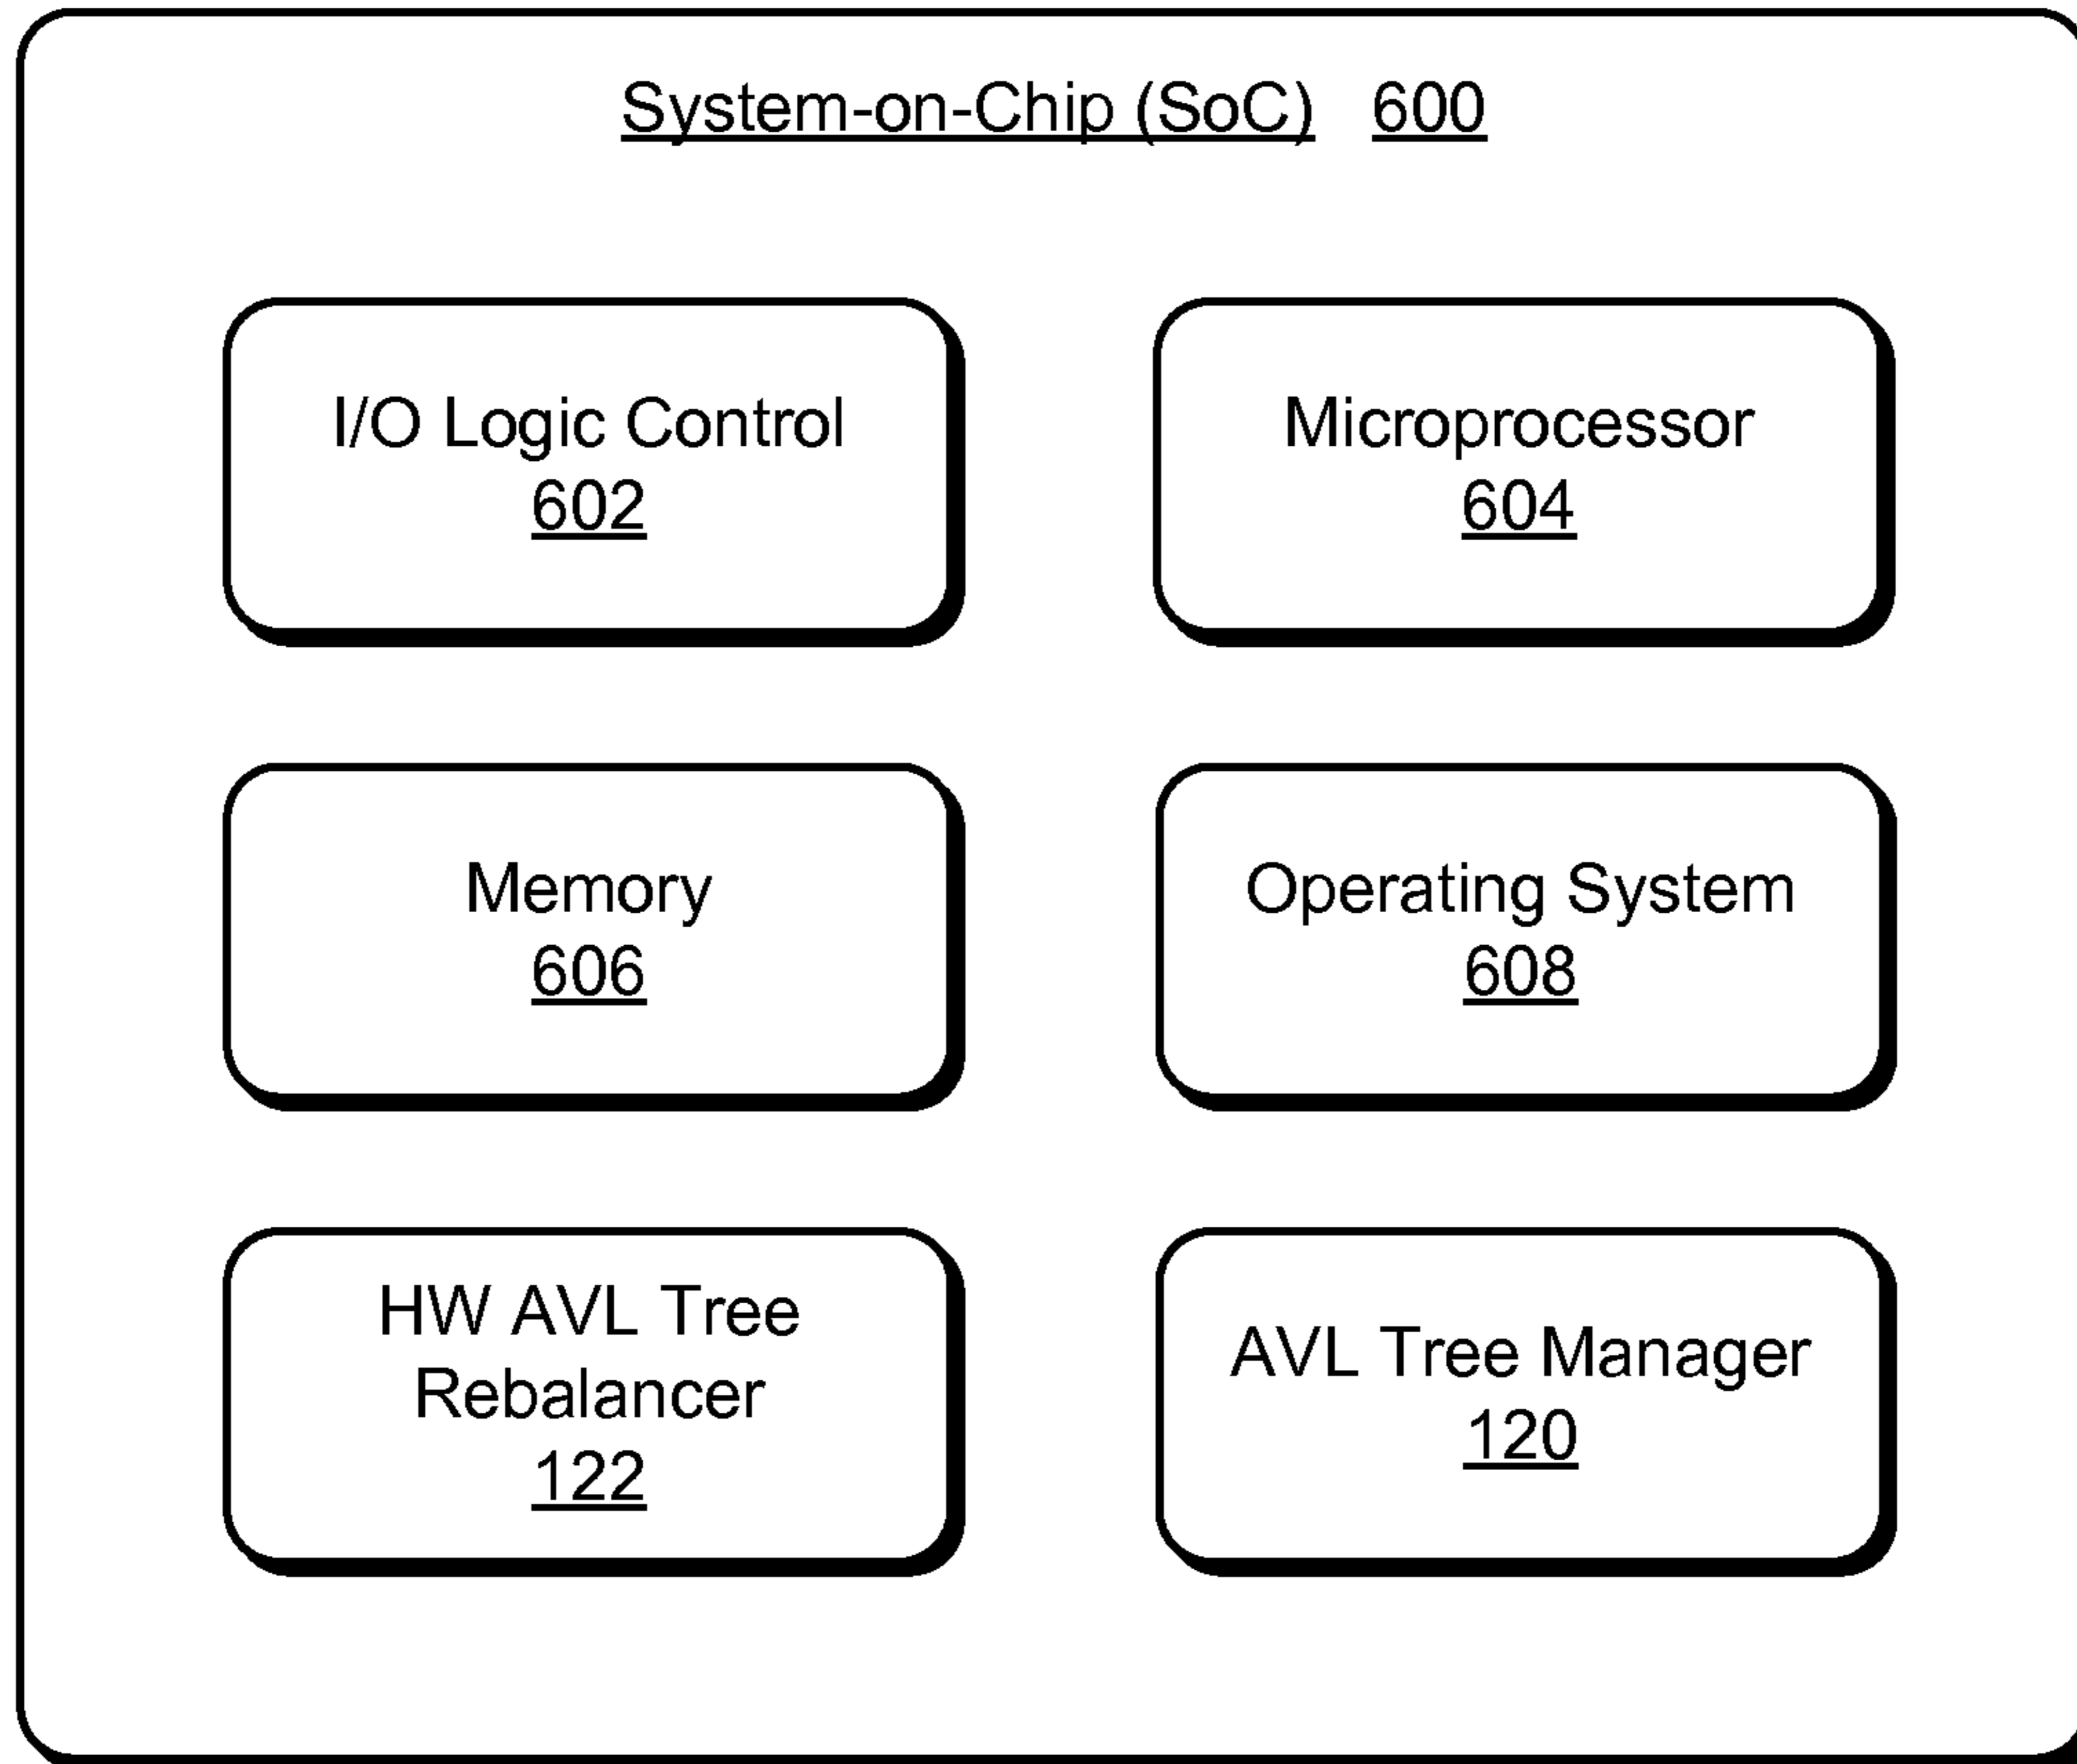 System-on-Chip (SoC) 600
I/O Logic Control
602
Microprocessor
604
Memory
606
Operating System
608
HW AVL Tree
Rebalancer
122
AVL Tree Manager
120